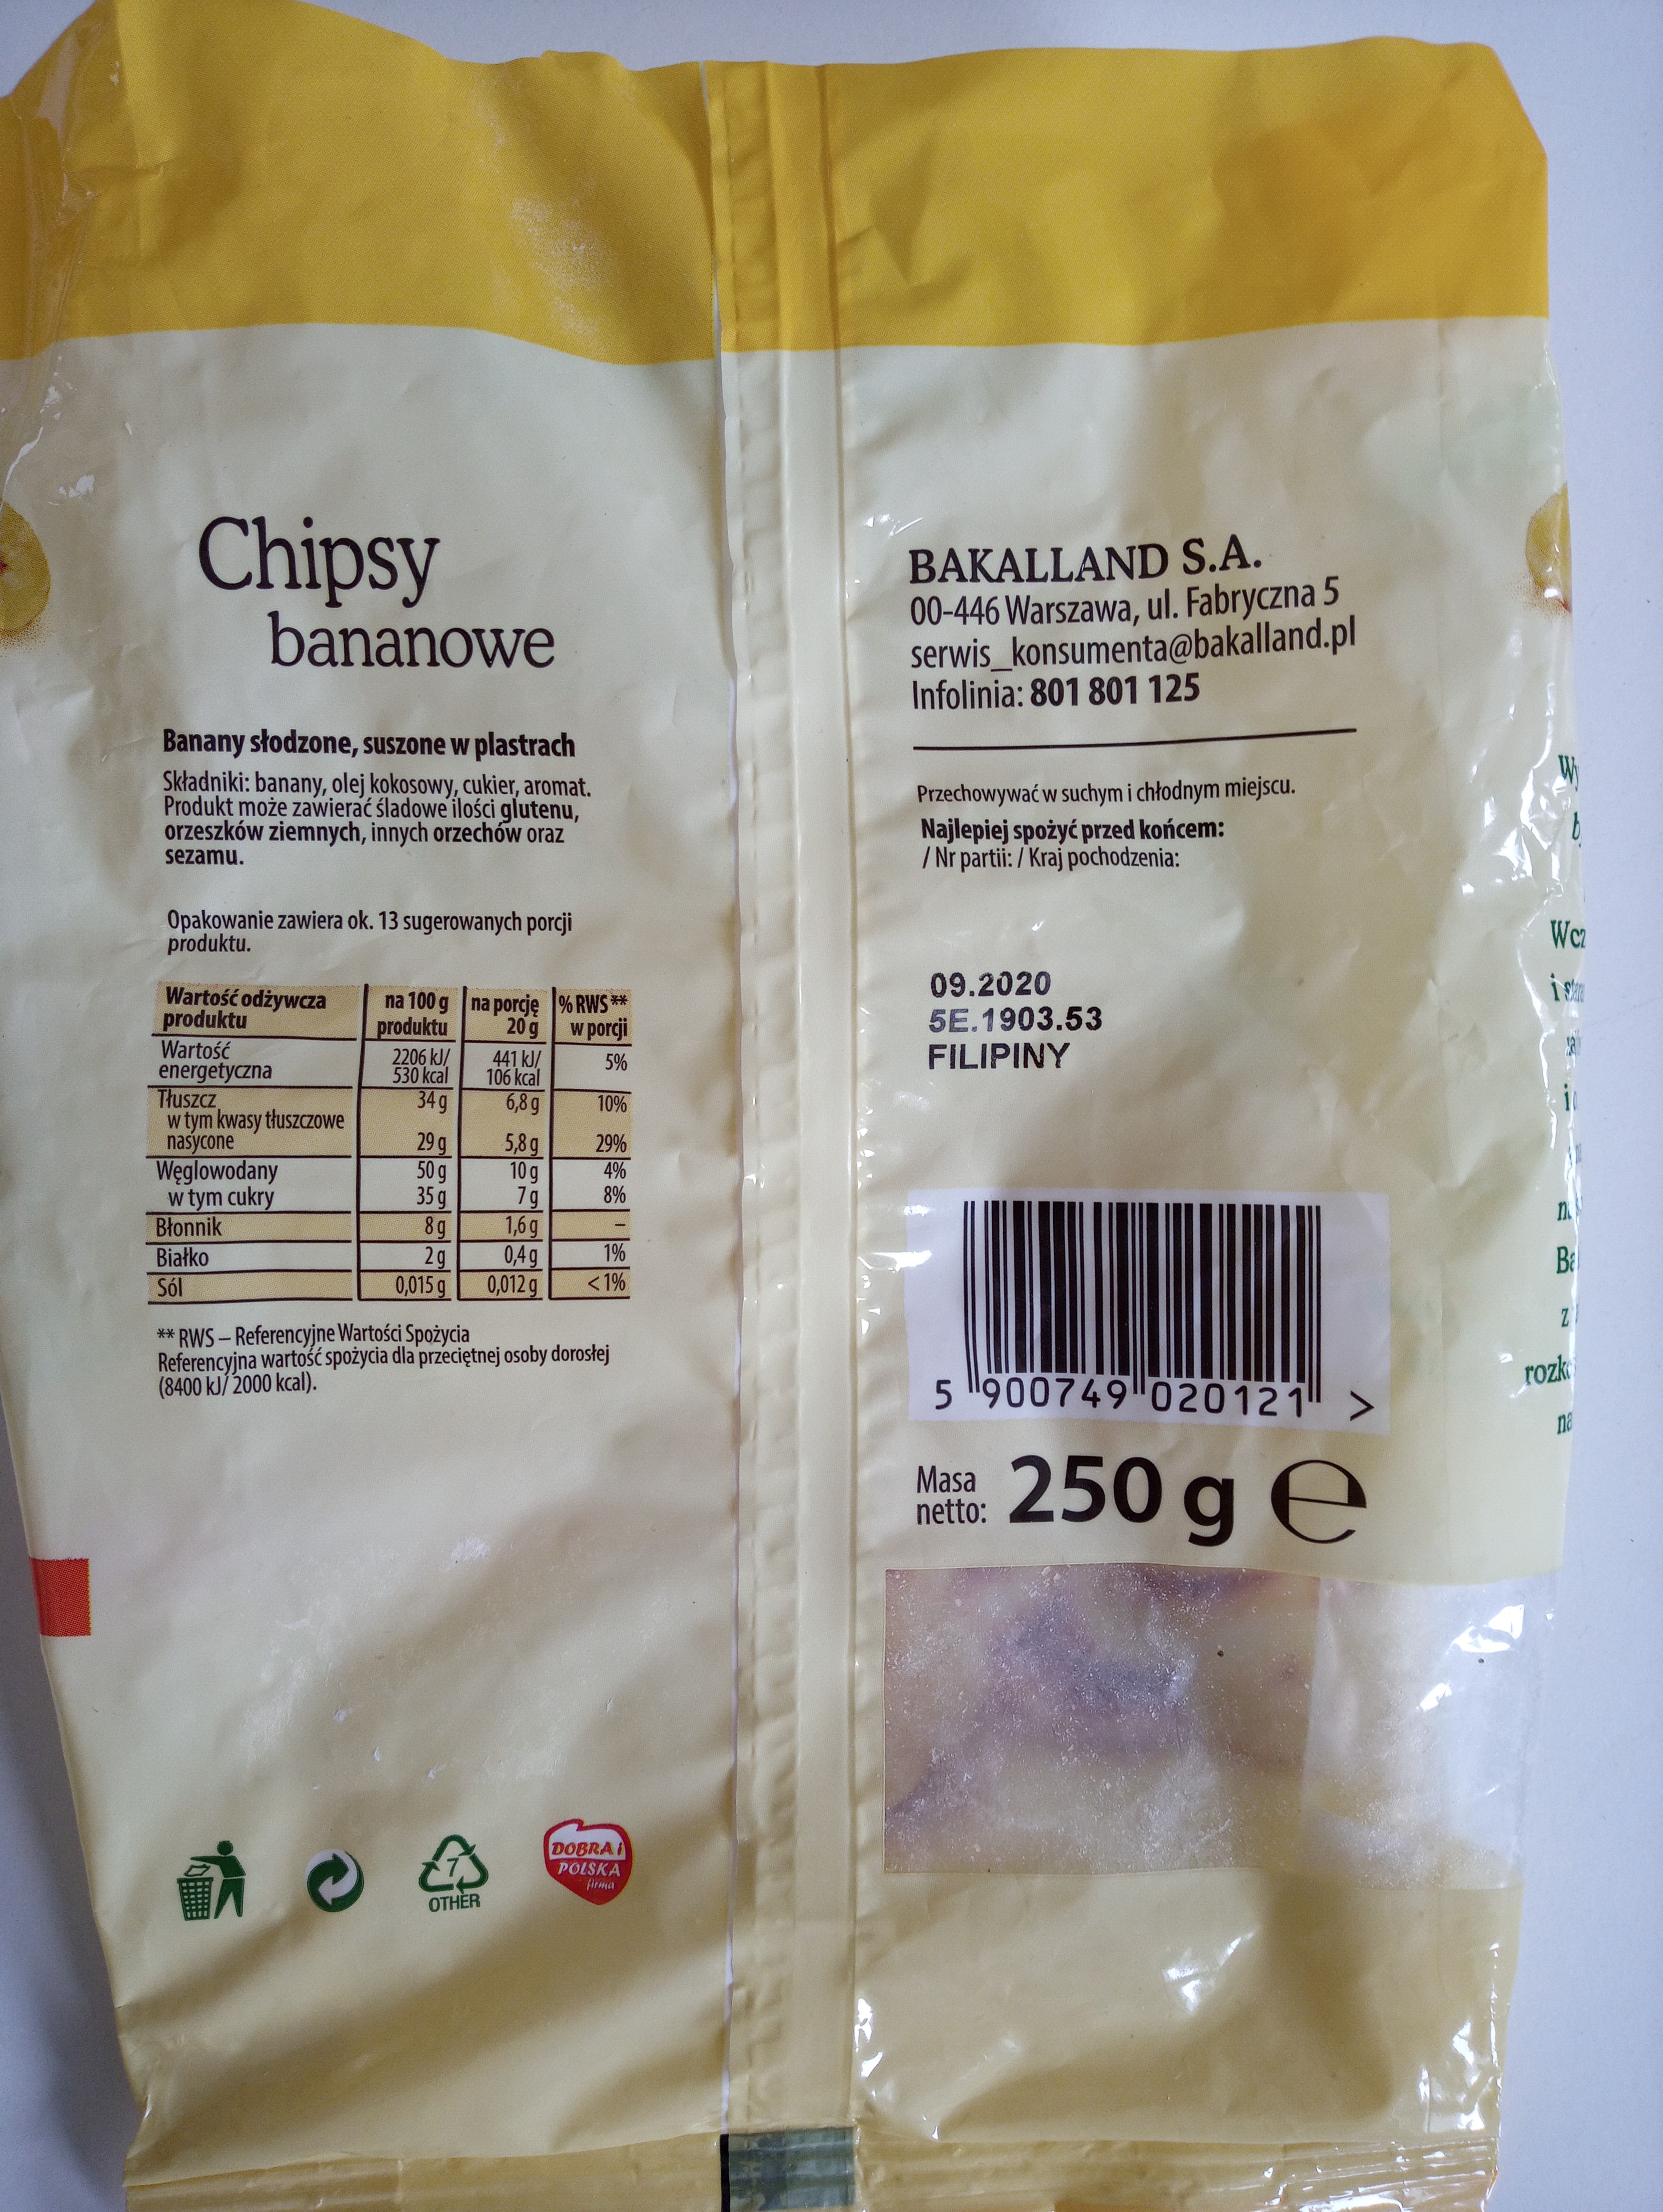 Chipsy
bananowe
Banany słodzone, suszone w plastrach
Składniki: banany, olej kokosowy, cukier, aromat.
Produkt może zawierać śladowe ilości glutenu,
orzeszków ziemnych, innych orzechów oraz
sezamu.
Opakowanie zawiera ok. 13 sugerowanych porcji
produktu.
Wartość odżywcza produktu na 100 g produktu na porcję 20 g % RWS** w porcji
Wartość energetyczna 2206 kJ/ 530 kcal 441 kJ/ 106 kcal 5%
Tłuszcz 34 g 6,8 g 10%
w tym kwasy tłuszczowe nasycone 29 g 5,8 g 29%
Węglowodany 50 g 10 g 4%
w tym cukry 35 g 7 g 8%
Błonnik 8 g 1,6 g –
Białko 2 g 0,4 g 1%
Sól 0,015 g 0,012 g <1%
** RWS – Referencyjne Wartości Spożycia
Referencyjna wartość spożycia dla przeciętnej osoby dorosłej
(8400 kJ/ 2000 kcal).
7
OTHER
DOBRA i
POLSKA
firma
BAKALLAND S.A.
00-446 Warszawa, ul. Fabryczna 5
serwis_konsumenta@bakalland.pl
Infolinia: 801 801 125
Przechowywać w suchym i chłodnym miejscu.
Najlepiej spożyć przed końcem:
/ Nr partii: / Kraj pochodzenia:
09.2020
5E.1903.53
FILIPINY
5 900749 020121 >
Masa
netto: 250 g e